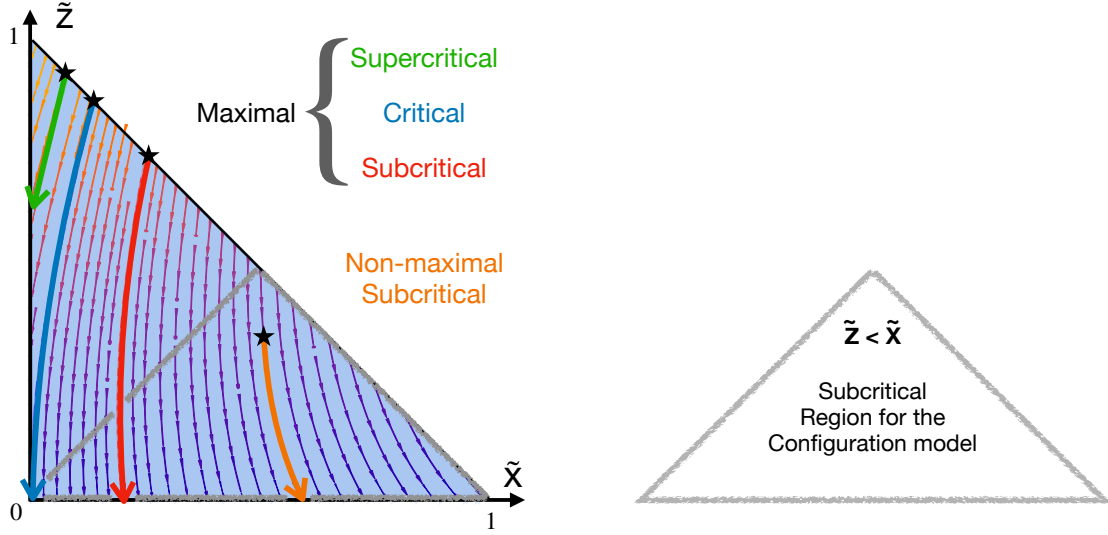 Z̃
1
Supercritical
Maximal
Critical
Subcritical
Non-maximal
Subcritical
Z̃ < X̃
Subcritical
Region for the
Configuration model
X̃
0
1